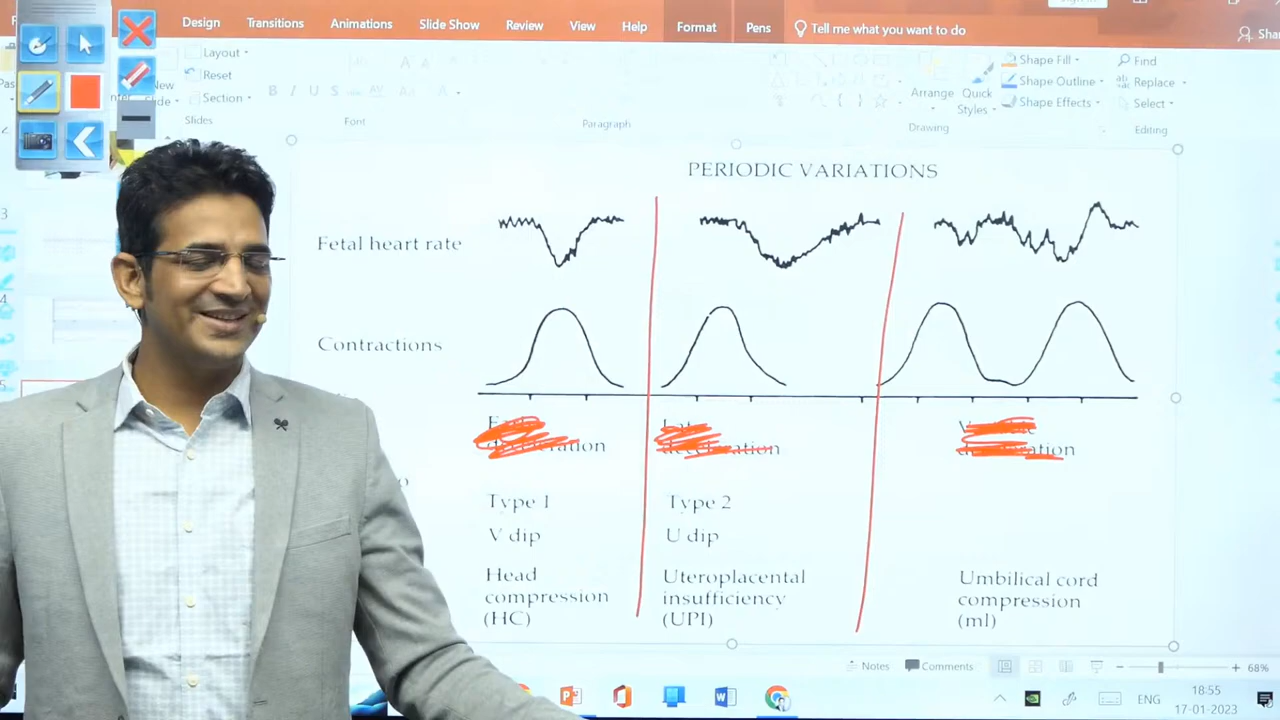 Design Transitions Animations Slide Show Review View Help Format Pens Tell me what you want to do
Layout
Reset
Section
Slides
Font
Paragraph
Arrange
Quick
Styles
Shape Fill
Shape Outline
Shape Effects
Drawing
Find
Replace
Select
Editing
PERIODIC VARIATIONS
Fetal heart rate
Contractions
Type 1
Type 2
V dip
U dip
Head
compression
(HC)
Uteroplacental
insufficiency
(UPI)
Umbilical cord
compression
(ml)
Notes
Comments
68%
ENG
18:55
17-01-2023
3
4
5